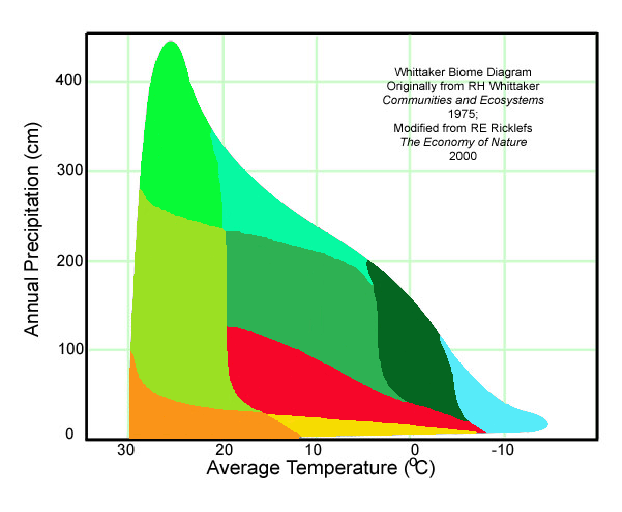 Whittaker Biome Diagram
Originally from RH Whittaker
Communities and Ecosystems
1975;
Modified from RE Ricklefs
The Economy of Nature
2000
Annual Precipitation (cm)
400
300
200
100
0
30 20 10 0 -10
Average Temperature (°C)